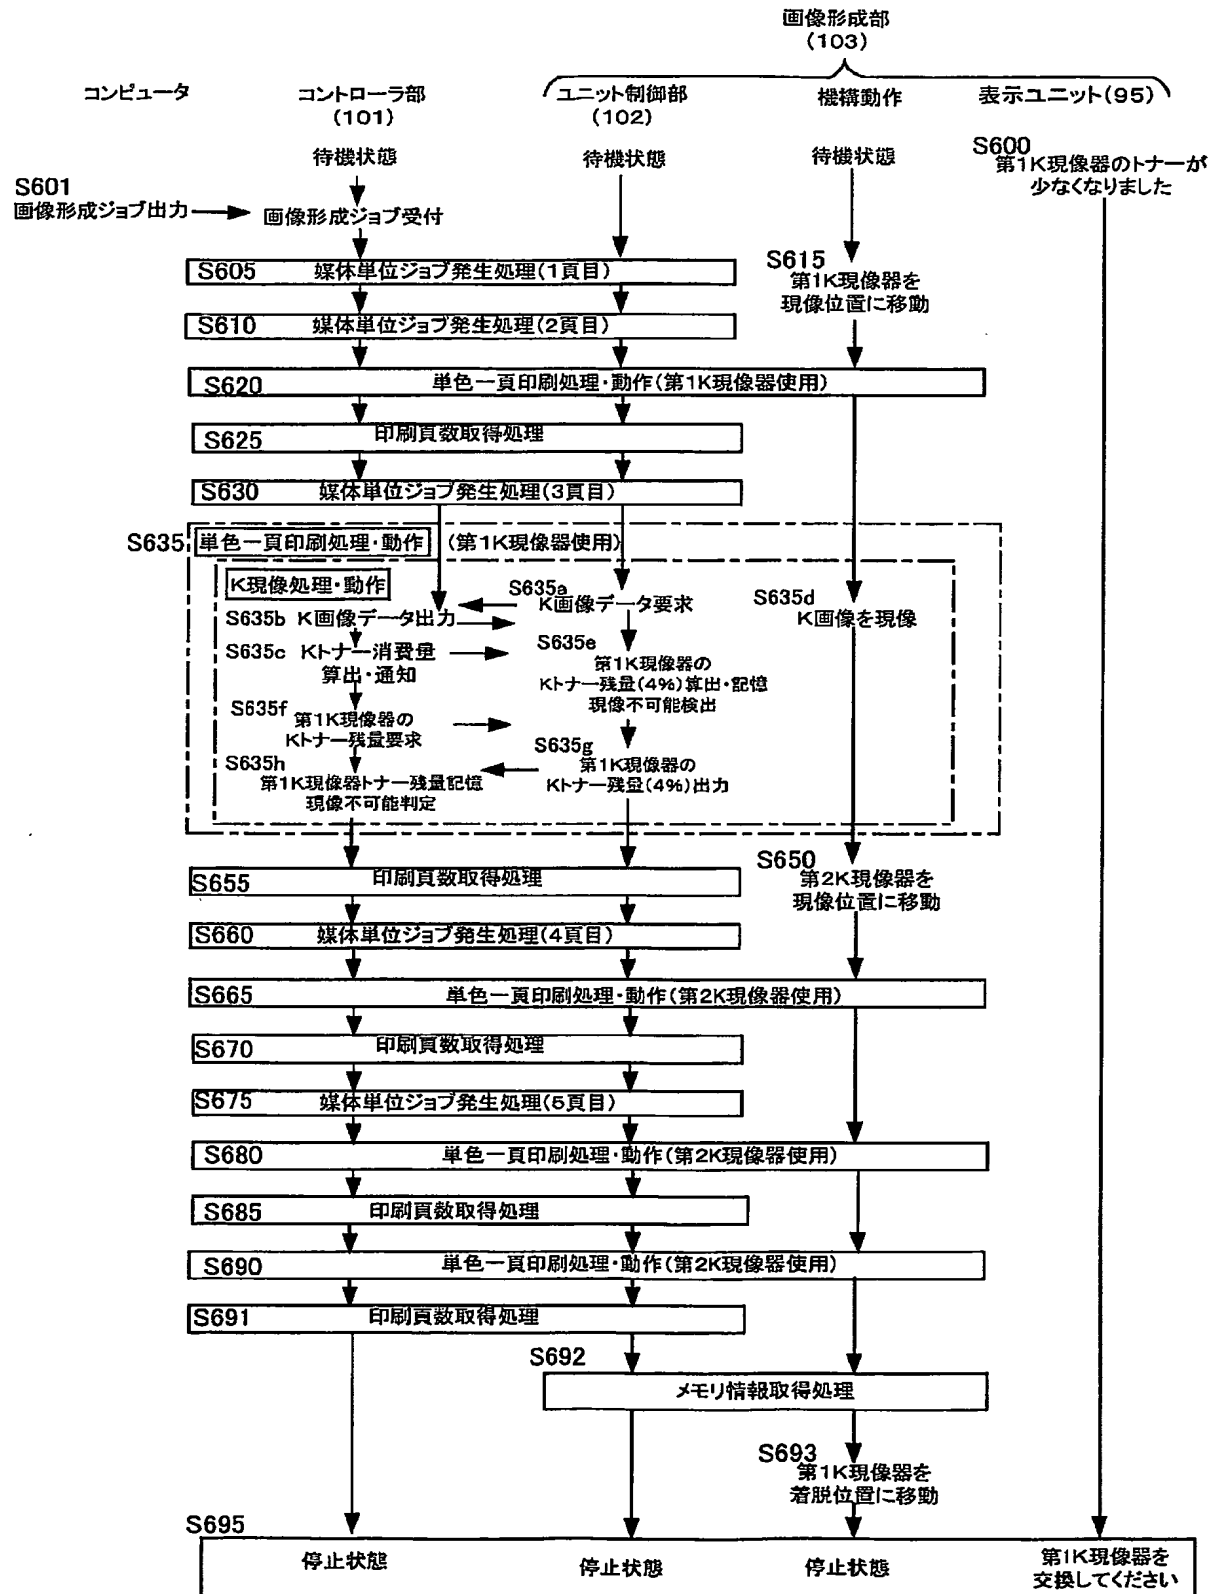 画像形成部
(103)
コンピュータ
コントローラ部
(101)
ユニット制御部
(102)
機構動作
表示ユニット(95)
待機状態
待機状態
待機状態
S600
第1K現像器のトナーが
少なくなりました
S601
画像形成ジョブ出力
画像形成ジョブ受付
S605 媒体単位ジョブ発生処理(1頁目)
S615
第1K現像器を
現像位置に移動
S610 媒体単位ジョブ発生処理(2頁目)
S620 単色一頁印刷処理・動作(第1K現像器使用)
S625 印刷頁数取得処理
S630 媒体単位ジョブ発生処理(3頁目)
S635 単色一頁印刷処理・動作 (第1K現像器使用)
K現像処理・動作
S635a
K画像データ要求
S635b K画像データ出力
S635d
K画像を現像
S635c Kトナー消費量
算出・通知
S635e
第1K現像器の
Kトナー残量(4%)算出・記憶
現像不可能検出
S635f
第1K現像器の
Kトナー残量要求
S635g
第1K現像器の
Kトナー残量(4%)出力
S635h
第1K現像器トナー残量記憶
現像不可能判定
S650
第2K現像器を
現像位置に移動
S655 印刷頁数取得処理
S660 媒体単位ジョブ発生処理(4頁目)
S665 単色一頁印刷処理・動作(第2K現像器使用)
S670 印刷頁数取得処理
S675 媒体単位ジョブ発生処理(5頁目)
S680 単色一頁印刷処理・動作(第2K現像器使用)
S685 印刷頁数取得処理
S690 単色一頁印刷処理・動作(第2K現像器使用)
S691 印刷頁数取得処理
S692
メモリ情報取得処理
S693
第1K現像器を
着脱位置に移動
S695
停止状態
停止状態
停止状態
第1K現像器を
交換してください